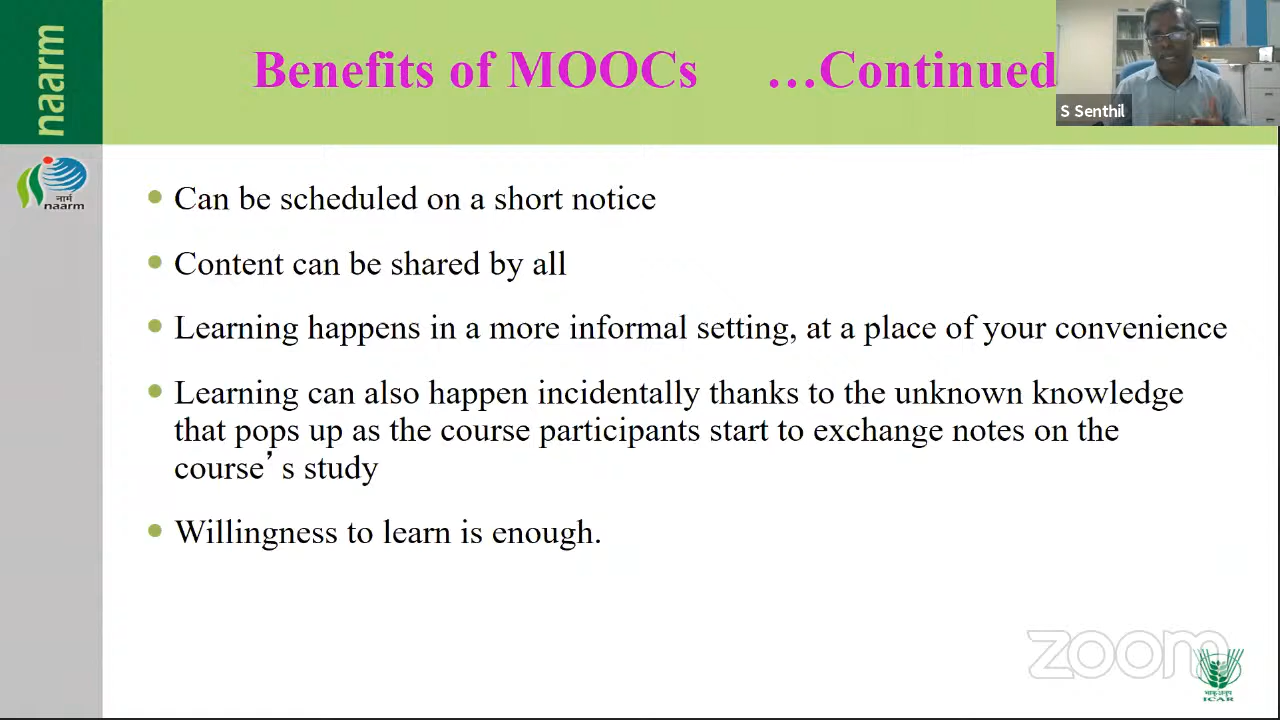 naarm
Benefits of MOOCs …Continued
S Senthil
नार्म
naarm
Can be scheduled on a short notice
Content can be shared by all
Learning happens in a more informal setting, at a place of your convenience
Learning can also happen incidentally thanks to the unknown knowledge
that pops up as the course participants start to exchange notes on the
course’ s study
Willingness to learn is enough.
zoom
भाकृअनुप
ICAR